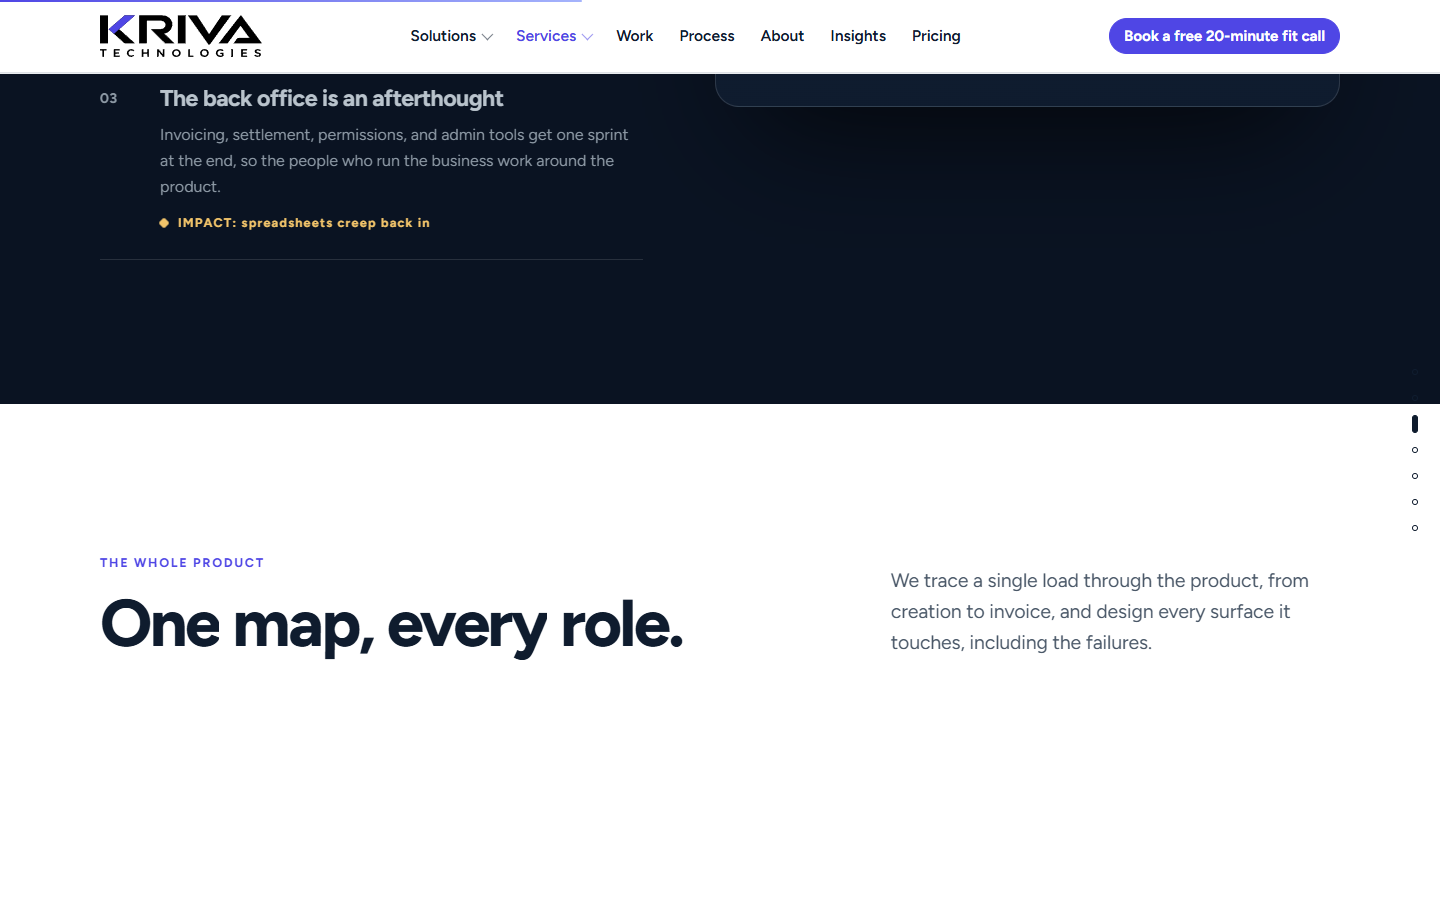 KRIVA
TECHNOLOGIES
Solutions
Services
Work
Process
About
Insights
Pricing
Book a free 20-minute fit call
03
The back office is an afterthought
Invoicing, settlement, permissions, and admin tools get one sprint
at the end, so the people who run the business work around the
product.
IMPACT: spreadsheets creep back in
THE WHOLE PRODUCT
One map, every role.
We trace a single load through the product, from
creation to invoice, and design every surface it
touches, including the failures.